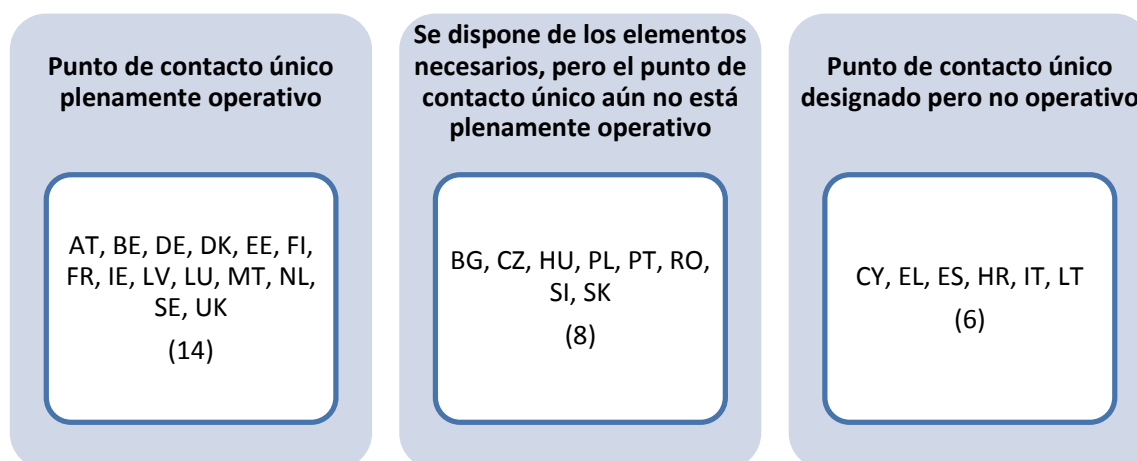 Punto de contacto único
plenamente operativo
AT, BE, DE, DK, EE, FI,
FR, IE, LV, LU, MT, NL,
SE, UK
(14)
Se dispone de los elementos
necesarios, pero el punto de
contacto único aún no está
plenamente operativo
BG, CZ, HU, PL, PT, RO,
SI, SK
(8)
Punto de contacto único
designado pero no operativo
CY, EL, ES, HR, IT, LT
(6)